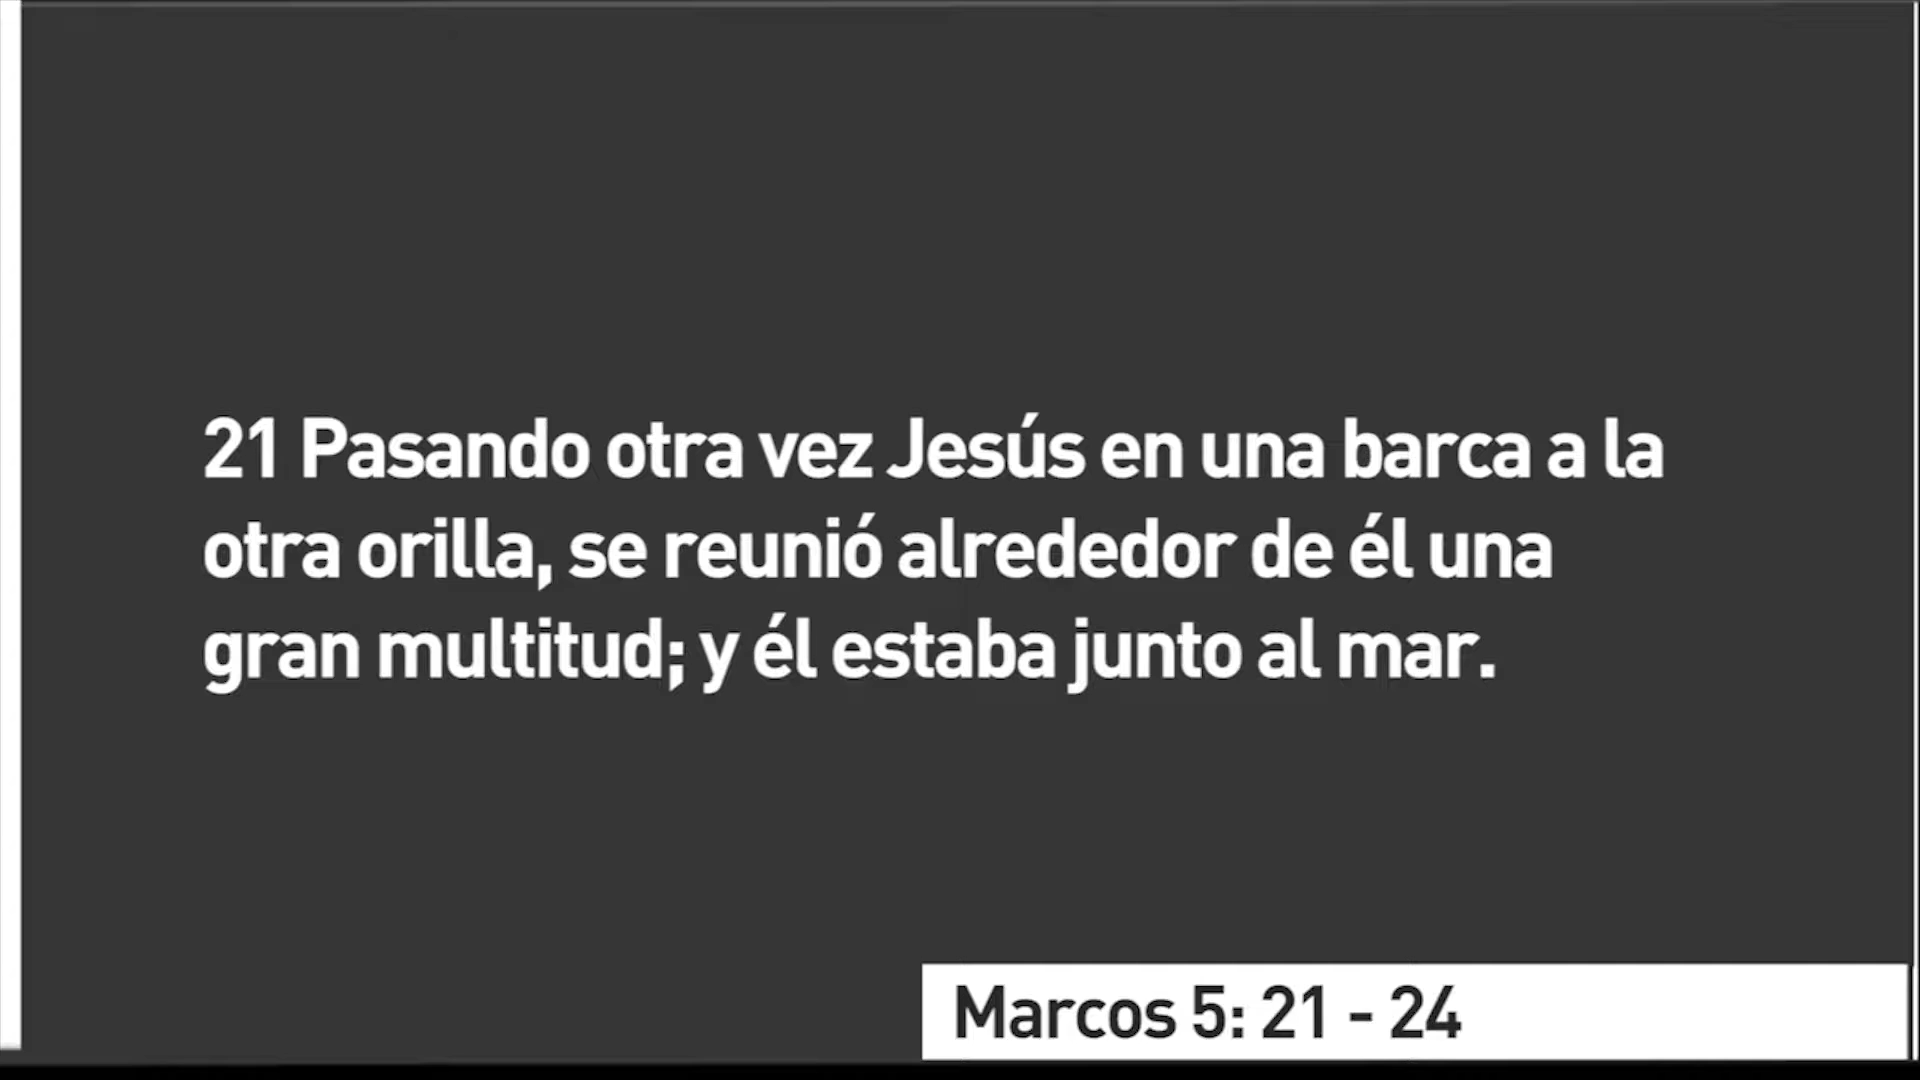 21 Pasando otra vez Jesús en una barca a la
otra orilla, se reunió alrededor de él una
gran multitud; y él estaba junto al mar.
Marcos 5: 21 - 24